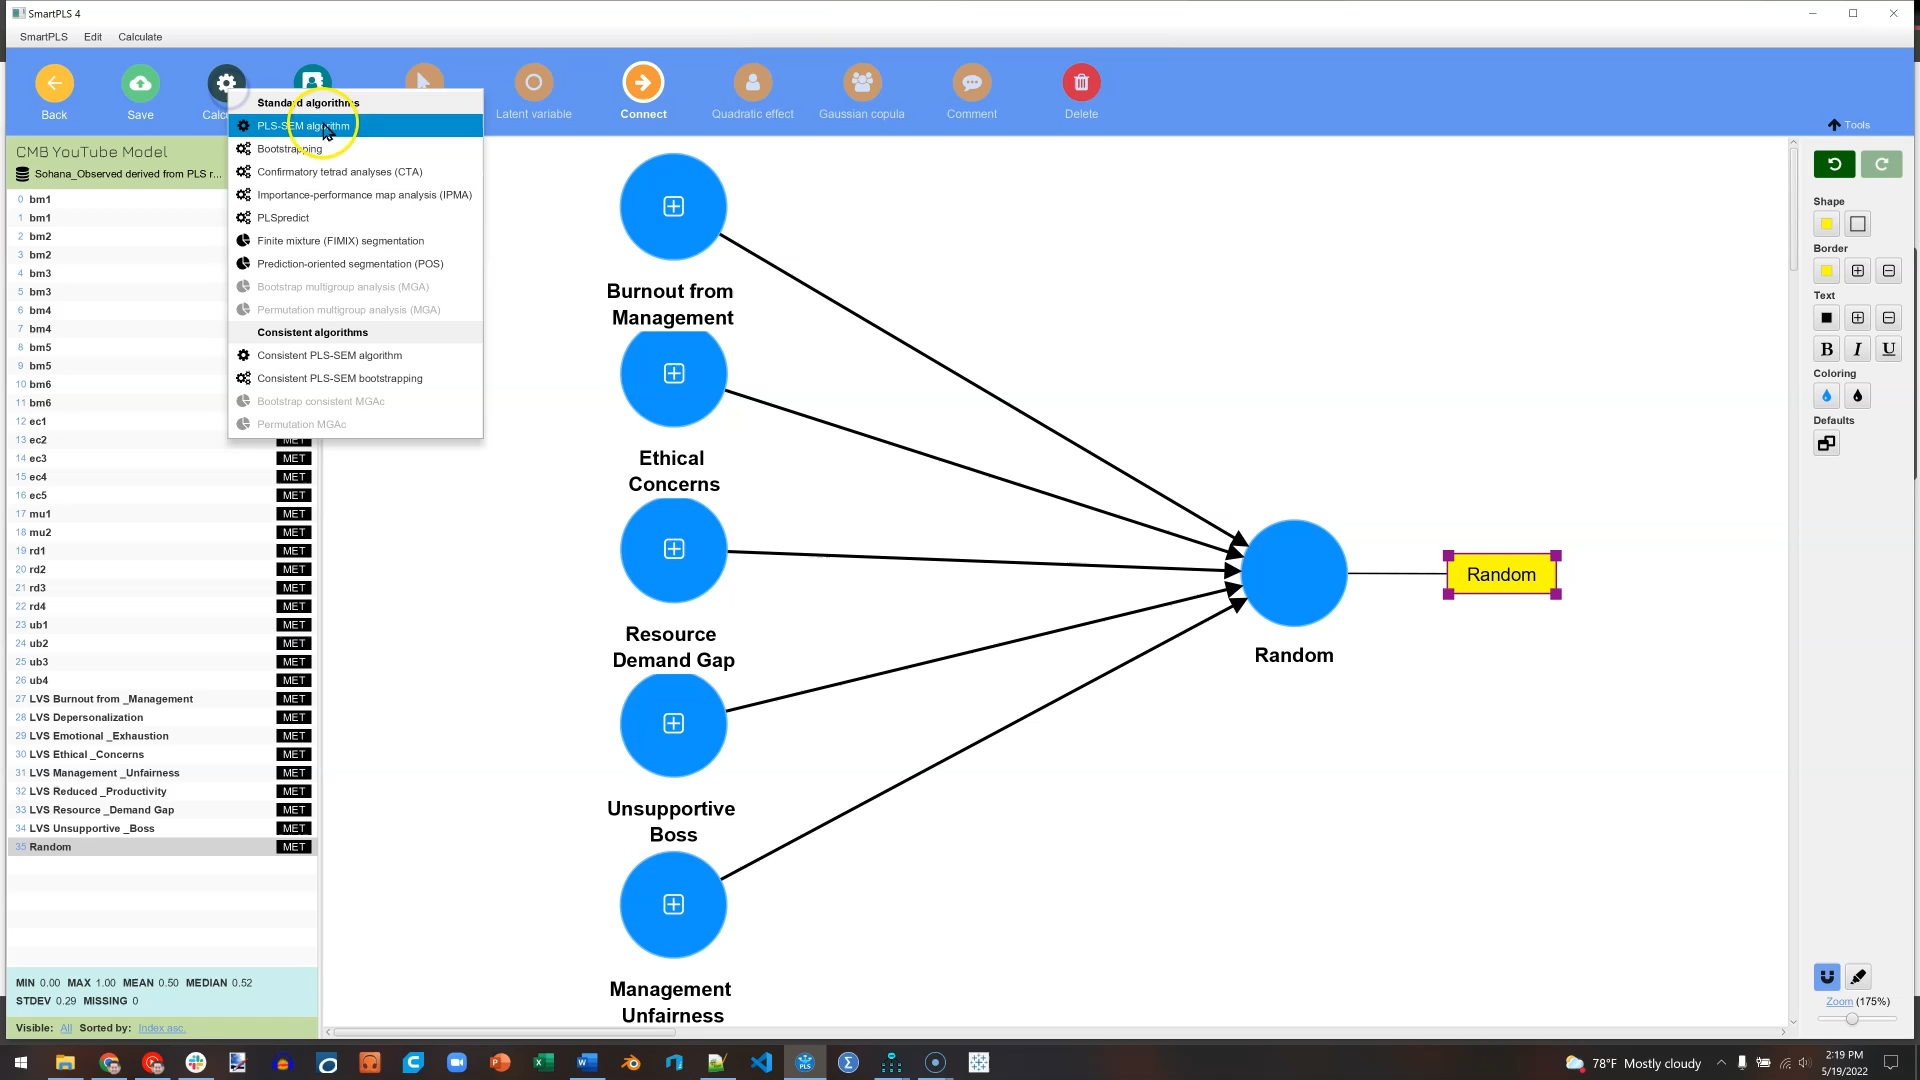 SmartPLS 4
SmartPLS Edit Calculate
Back
Save
Latent variable
Connect
Quadratic effect
Gaussian copula
Comment
Delete
Tools
Standard algorithms
PLS-SEM algorithm
Bootstrapping
Confirmatory tetrad analyses (CTA)
Importance-performance map analysis (IPMA)
PLSpredict
Finite mixture (FIMIX) segmentation
Prediction-oriented segmentation (POS)
Bootstrap multigroup analysis (MGA)
Permutation multigroup analysis (MGA)
Consistent algorithms
Consistent PLS-SEM algorithm
Consistent PLS-SEM bootstrapping
Bootstrap consistent MGAc
Permutation MGAc
CMB YouTube Model
Sohana_Observed derived from PLS r...
0 bm1
1 bm1
2 bm2
3 bm2
4 bm3
5 bm3
6 bm4
7 bm4
8 bm5
9 bm5
10 bm6
11 bm6
12 ec1
13 ec2 MET
14 ec3 MET
15 ec4 MET
16 ec5 MET
17 mu1 MET
18 mu2 MET
19 rd1 MET
20 rd2 MET
21 rd3 MET
22 rd4 MET
23 ub1 MET
24 ub2 MET
25 ub3 MET
26 ub4 MET
27 LVS Burnout from _Management MET
28 LVS Depersonalization MET
29 LVS Emotional _Exhaustion MET
30 LVS Ethical _Concerns MET
31 LVS Management _Unfairness MET
32 LVS Reduced _Productivity MET
33 LVS Resource _Demand Gap MET
34 LVS Unsupportive _Boss MET
35 Random MET
MIN 0.00 MAX 1.00 MEAN 0.50 MEDIAN 0.52
STDEV 0.29 MISSING 0
Visible: All Sorted by: Index asc.
Burnout from
Management
Ethical
Concerns
Resource
Demand Gap
Unsupportive
Boss
Management
Unfairness
Random
Random
Shape
Border
Text
B I U
Coloring
Defaults
Zoom (175%)
78°F Mostly cloudy
2:19 PM
5/19/2022